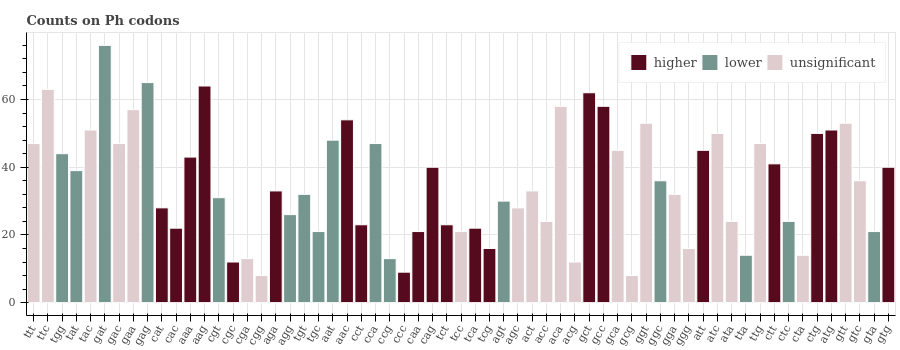 Counts on Ph codons
higher lower unsignificant
60
40
20
0
ttt ttc tgg tat tac gat gac gaa gag cat cac aaa aag cgt cgc cga cgg aga agg tgt tgc aat aac cct cca ccg ccc caa cag tct tcc tca tcg agt agc act acc aca acg gct gcc gca gcg ggt ggc gga ggg att atc ata tta ttg ctt ctc cta ctg atg gtt gtc gta gtg